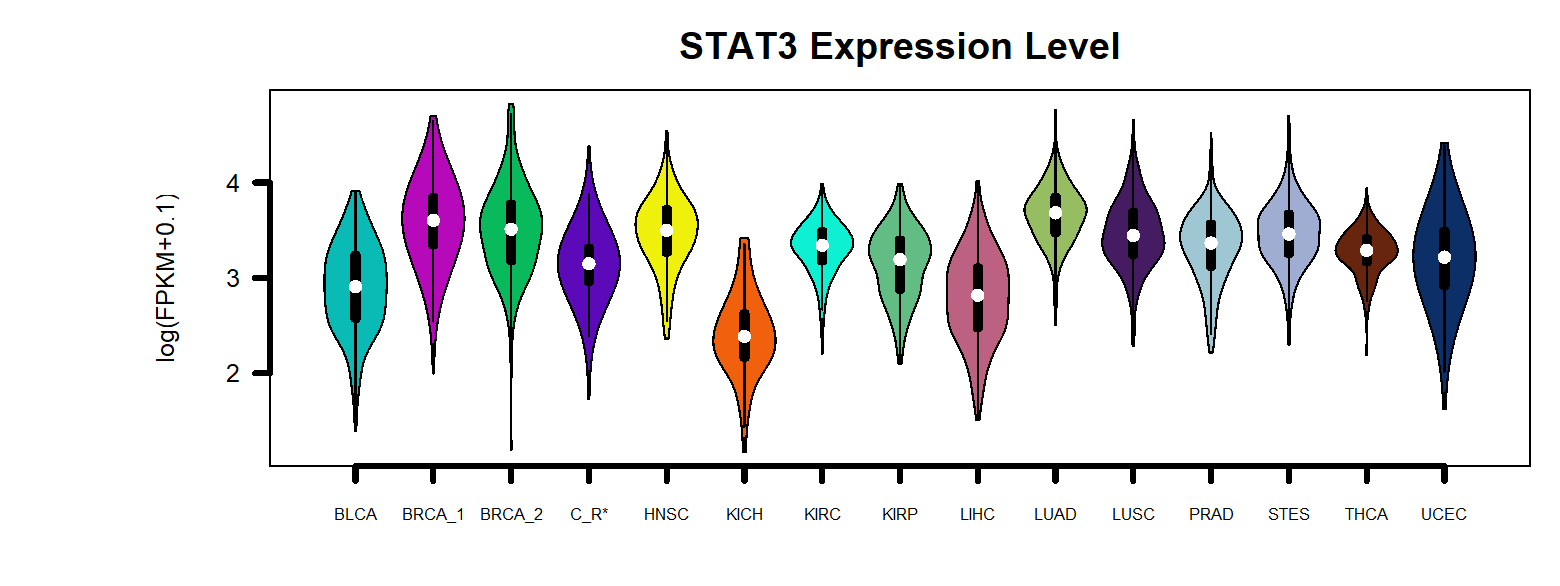 STAT3 Expression Level
log(FPKM+0.1)
4
3
2
BLCA BRCA_1 BRCA_2 C_R* HNSC KICH KIRC KIRP LIHC LUAD LUSC PRAD STES THCA UCEC